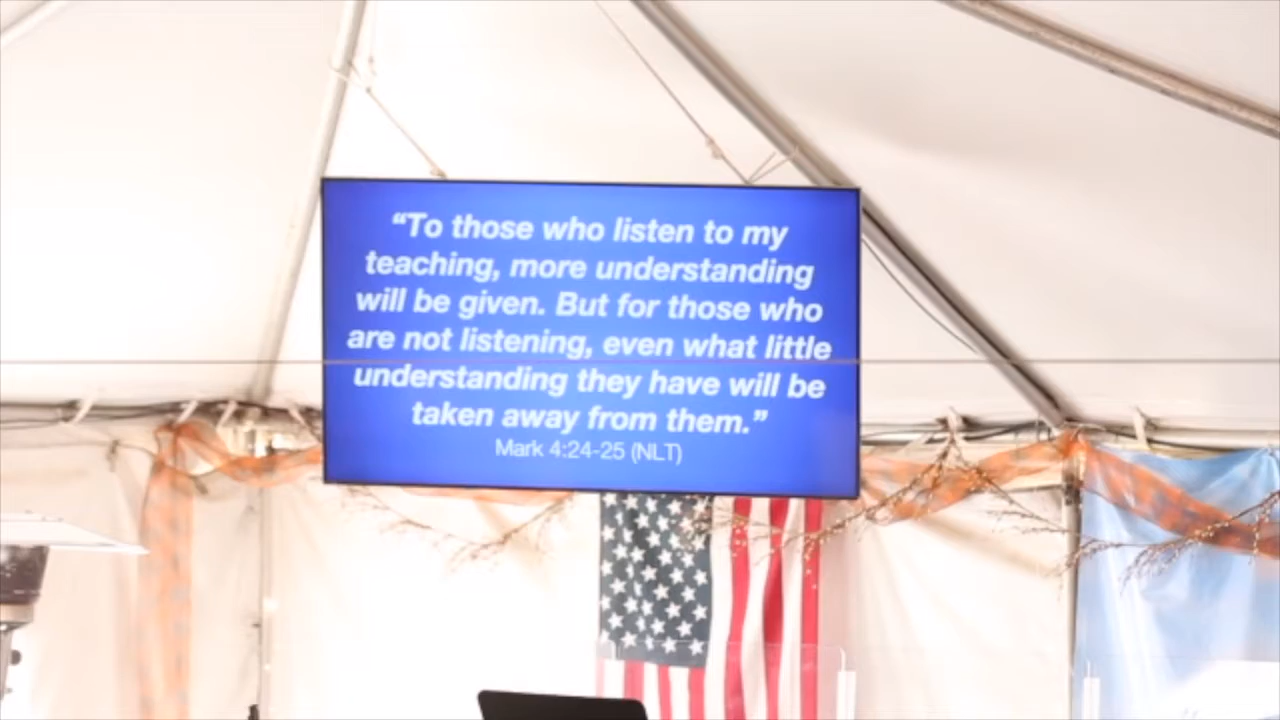 “To those who listen to my
teaching, more understanding
will be given. But for those who
are not listening, even what little
understanding they have will be
taken away from them.”
Mark 4:24-25 (NLT)